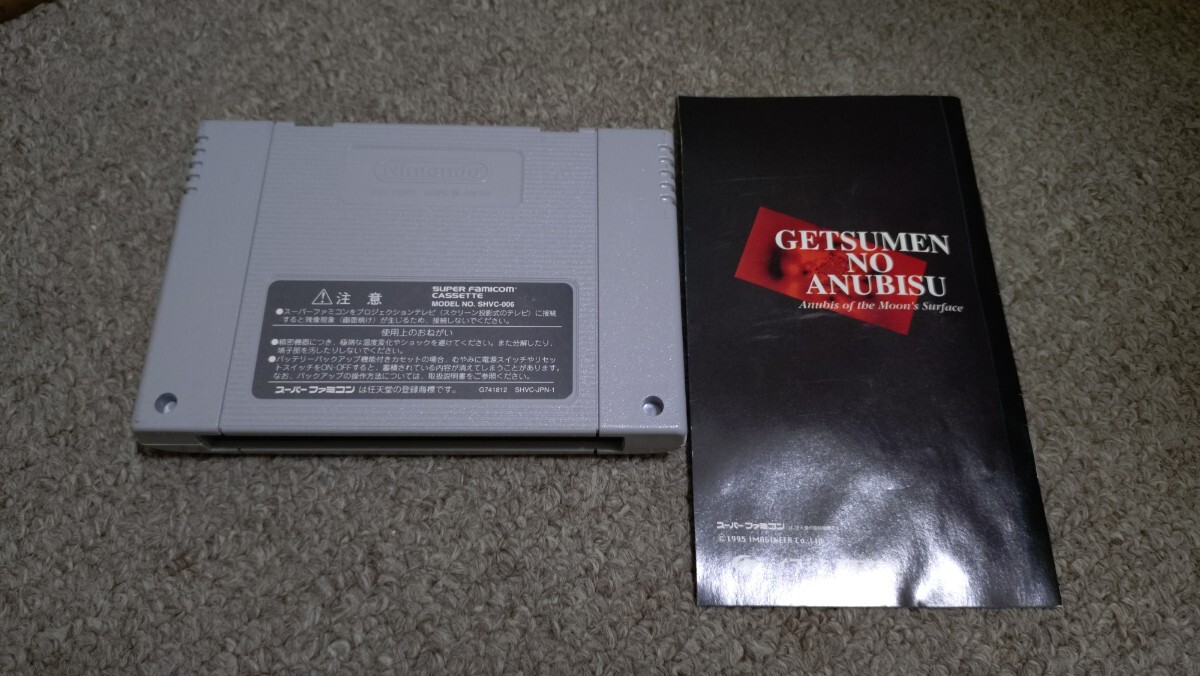 Nintendo
⚠注意
SUPER FAMICOM
CASSETTE
MODEL NO. SHVC-006
●スーパーファミコンをプロジェクションテレビ（スクリーン投影式のテレビ）に接続
すると残像現象（画面焼け）が生じるため、接続しないでください。
使用上のおねがい
●精密機器につき、極端な温度変化やショックを避けてください。また分解したり、
端子部を汚したりしないでください。
●バッテリーバックアップ機能付きカセットの場合、むやみに電源スイッチやリセッ
トスイッチをON・OFFすると、蓄積されている内容が消えてしまうことがあります。
なお、バックアップの操作方法については、取扱説明書をご参照ください。
スーパーファミコンは任天堂の登録商標です。
G741812 SHVC-JPN-1
GETSUMEN
NO
ANUBISU
Anubis of the Moon's Surface
スーパーファミコン
©1995 IMAGINEER Co.,Ltd.